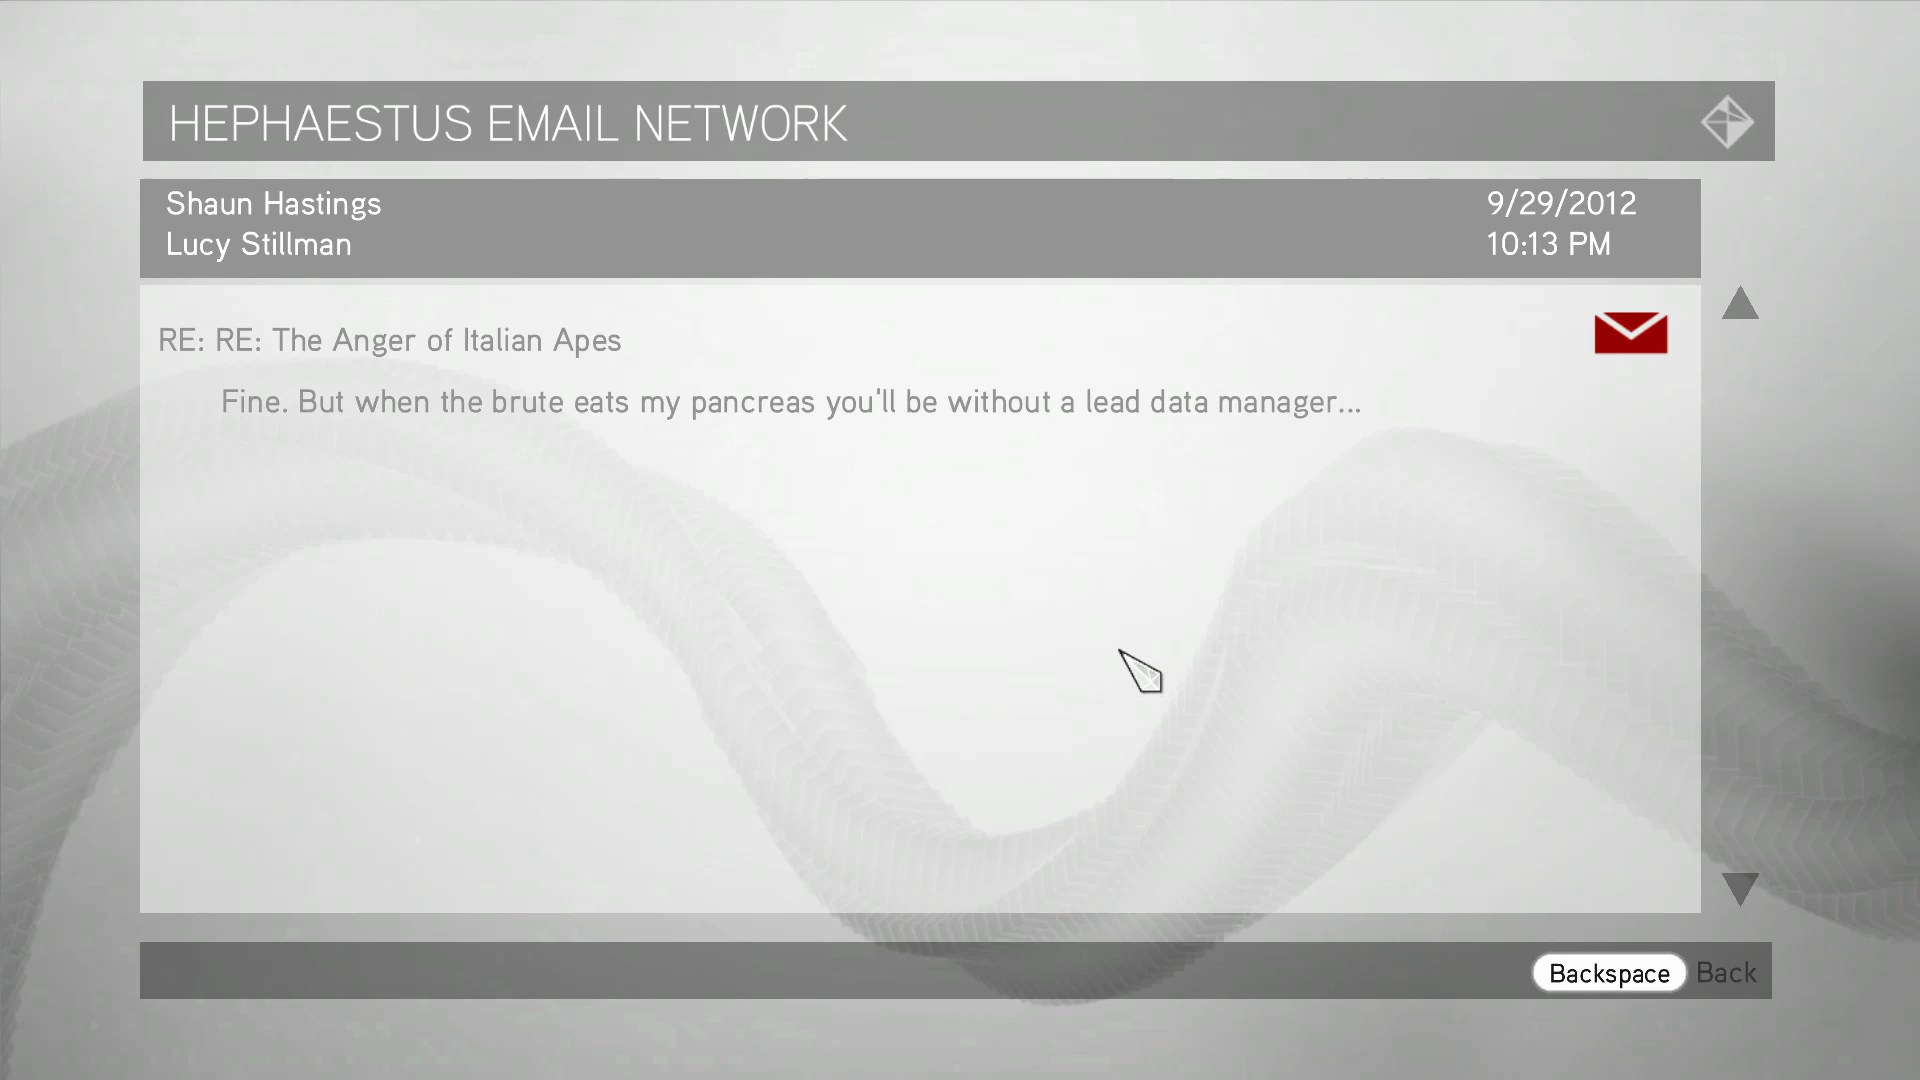 HEPHAESTUS EMAIL NETWORK
Shaun Hastings
9/29/2012
Lucy Stillman
10:13 PM
RE: RE: The Anger of Italian Apes
Fine. But when the brute eats my pancreas you'll be without a lead data manager...
Backspace Back